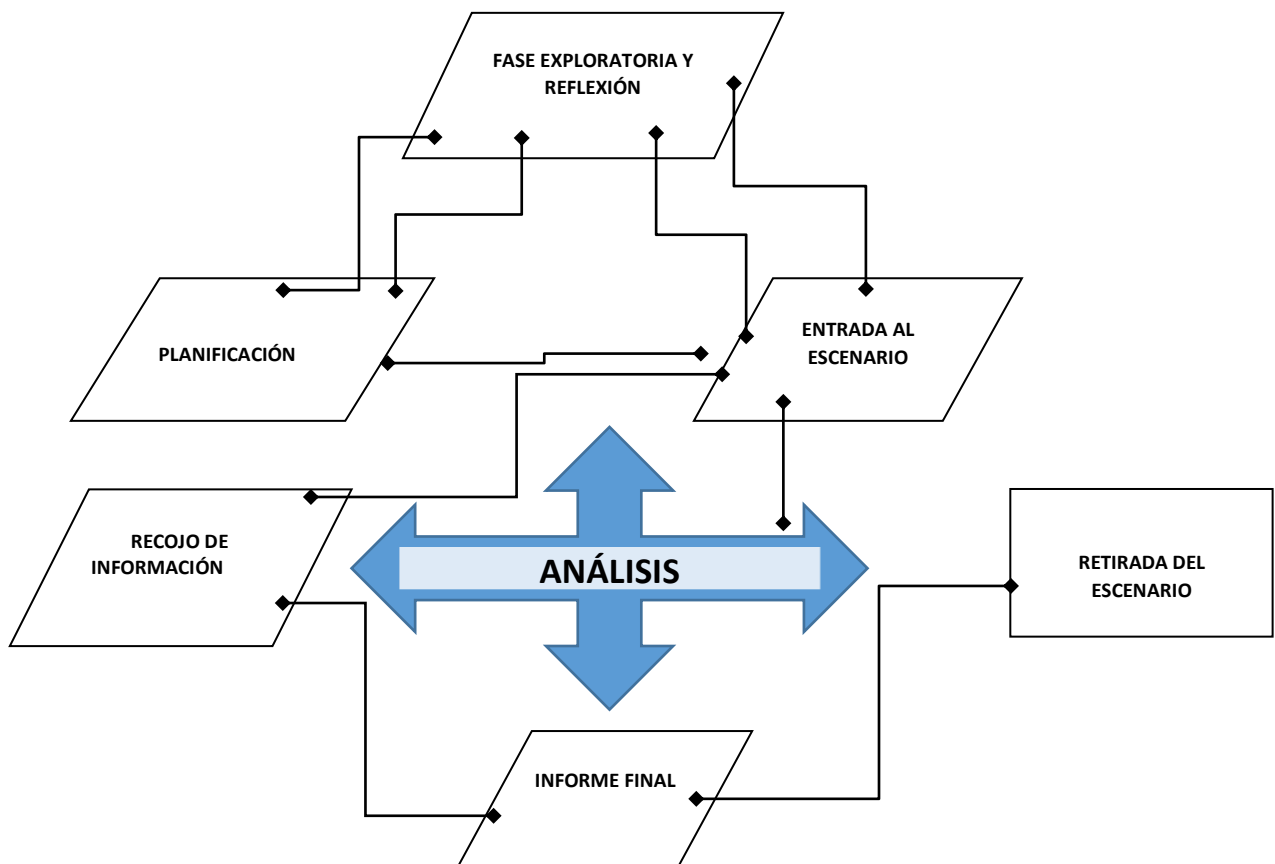 FASE EXPLORATORIA Y
REFLEXIÓN
PLANIFICACIÓN
ENTRADA AL
ESCENARIO
RECOJO DE
INFORMACIÓN
ANÁLISIS
RETIRADA DEL
ESCENARIO
INFORME FINAL